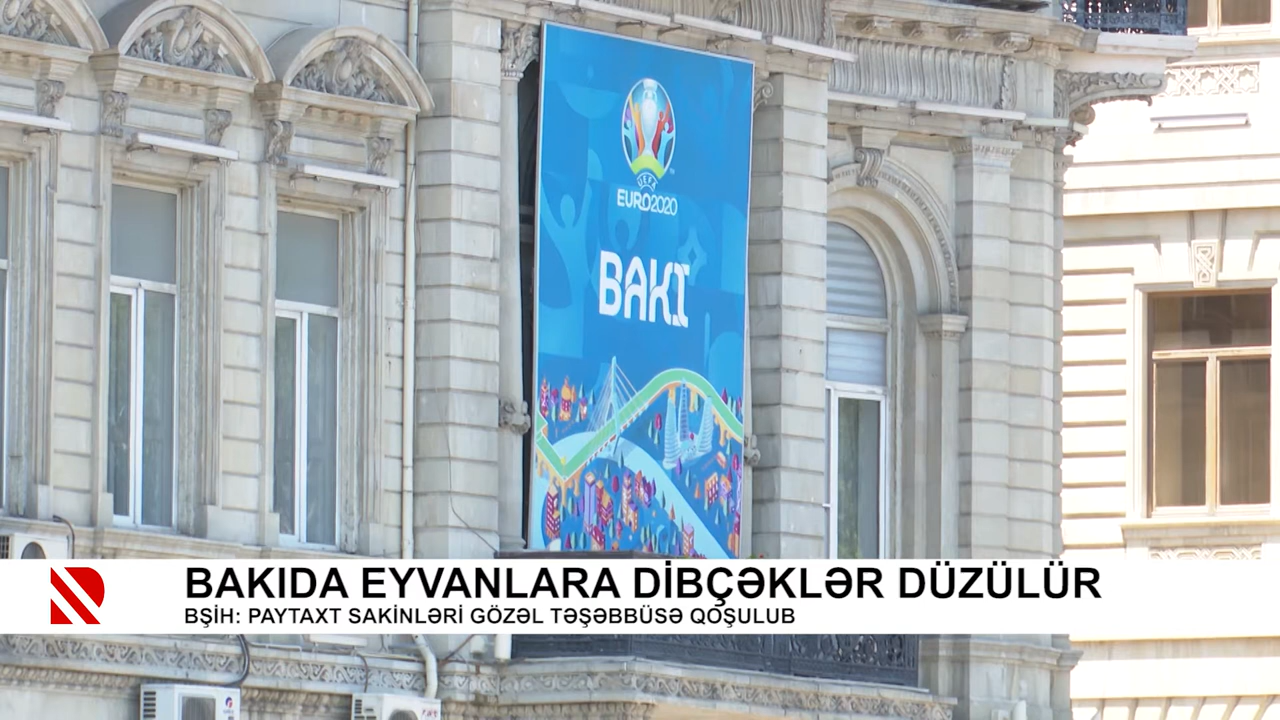 UEFA
EURO2020
BAKI
BAKIDA EYVANLARA DİBÇƏKLƏR DÜZÜLÜR
BŞİH: PAYTAXT SAKİNLƏRİ GÖZƏL TƏŞƏBBÜSƏ QOŞULUB